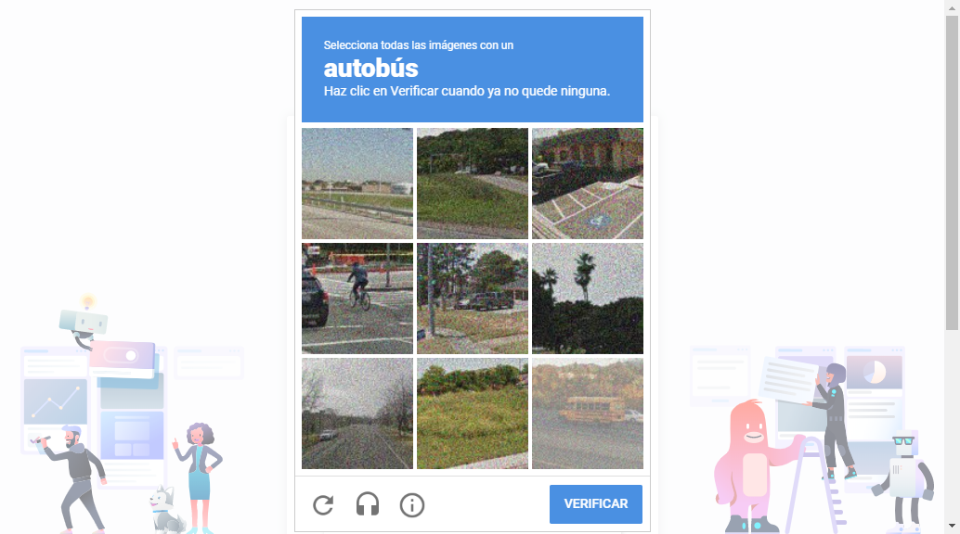 Selecciona todas las imágenes con un
autobús
Haz clic en Verificar cuando ya no quede ninguna.
VERIFICAR